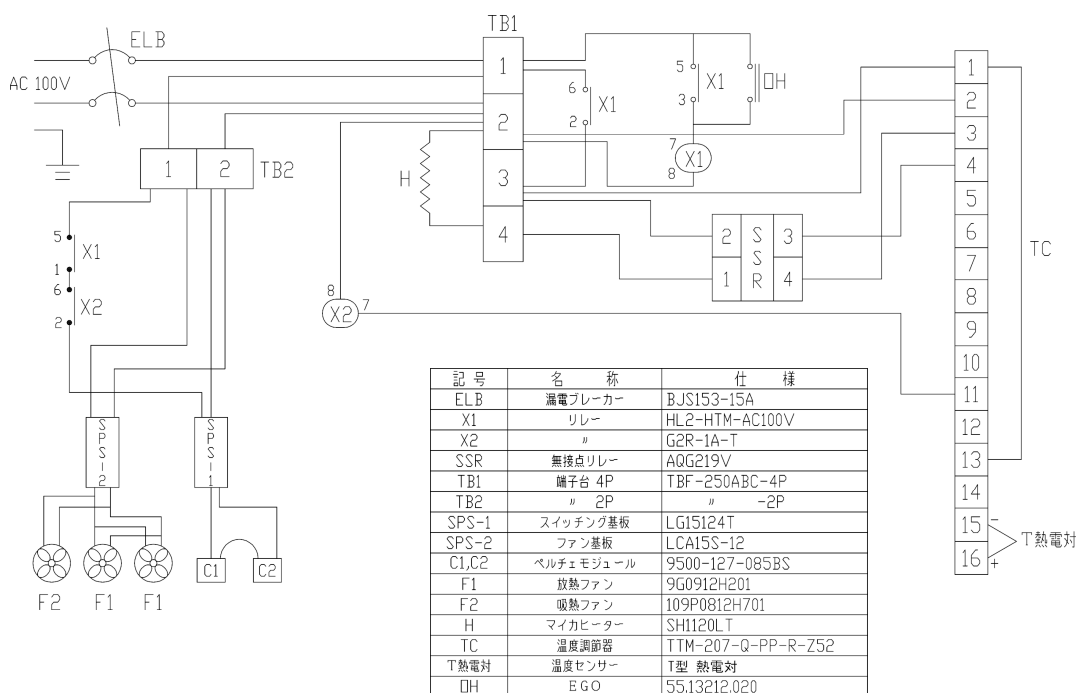 TB1
ELB
AC 100V
1
2
3
4
6
2
X1
5
3
X1
OH
7
8
X1
H
1
2
TB2
5
1
X1
6
2
X2
8
7
X2
2
1
SSR
3
4
1
2
3
4
5
6
7
8
9
10
11
12
13
14
15
16
TC
-
+
T熱電対
SPS-2
SPS-1
F2
F1
F1
C1
C2
記号 名称 仕様
ELB 漏電ブレーカー BJS153-15A
X1 リレー HL2-HTM-AC100V
X2 〃 G2R-1A-T
SSR 無接点リレー AQG219V
TB1 端子台 4P TBF-250ABC-4P
TB2 〃 2P 〃 -2P
SPS-1 スイッチング基板 LG15124T
SPS-2 ファン基板 LCA15S-12
C1,C2 ペルチェモジュール 9500-127-085BS
F1 放熱ファン 9G0912H201
F2 吸熱ファン 109P0812H701
H マイカヒーター SH1120LT
TC 温度調節器 TTM-207-Q-PP-R-Z52
T熱電対 温度センサー T型 熱電対
OH EGO 55.13212.020